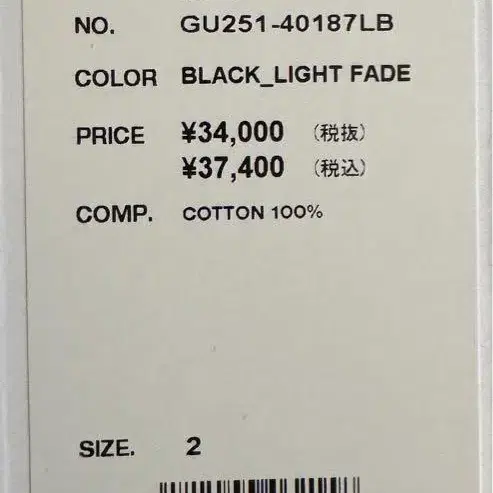 NO. GU251-40187LB
COLOR BLACK_LIGHT FADE
PRICE ¥34,000 (税抜)
¥37,400 (税込)
COMP. COTTON 100%
SIZE. 2